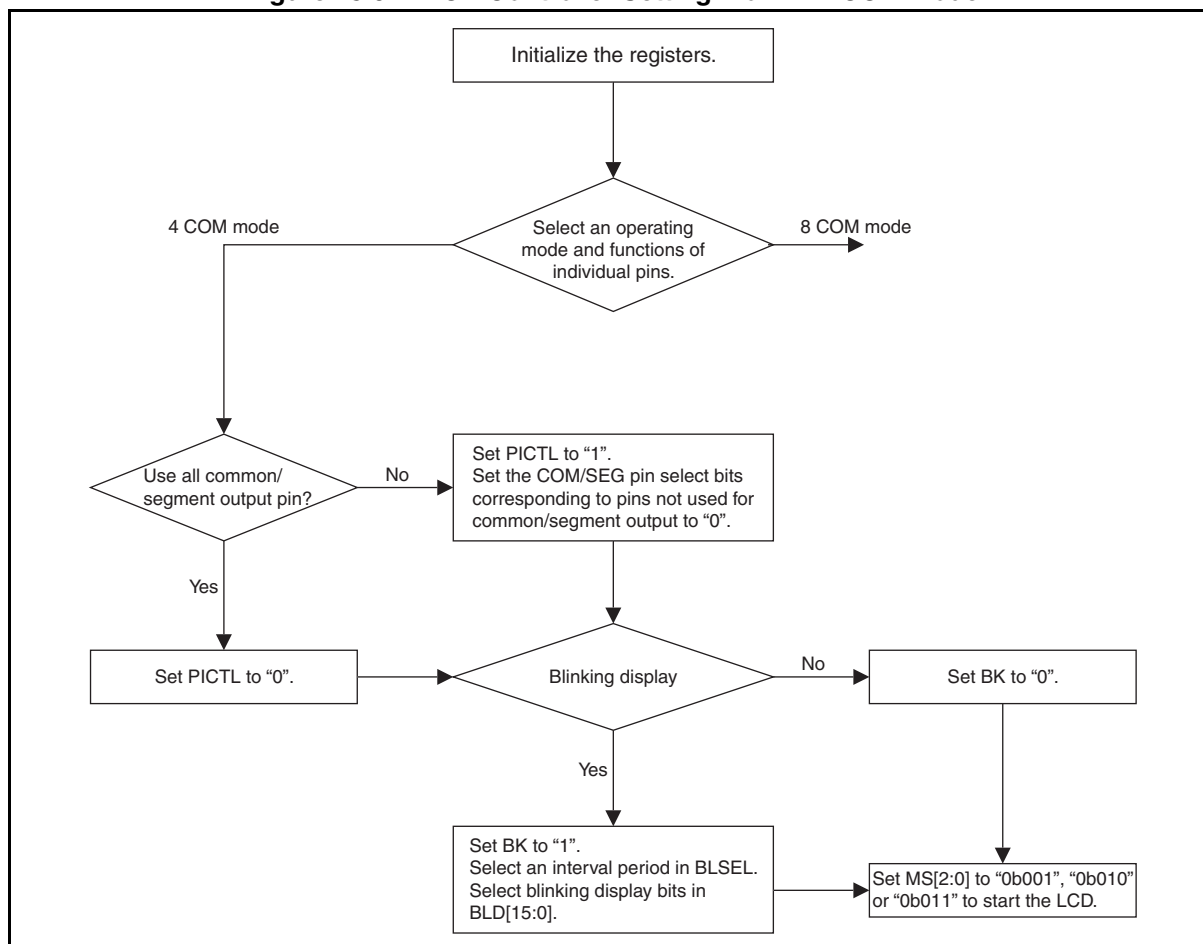 Initialize the registers.
4 COM mode
Select an operating
mode and functions of
individual pins.
8 COM mode
Use all common/
segment output pin?
No
Set PICTL to “1”.
Set the COM/SEG pin select bits
corresponding to pins not used for
common/segment output to “0”.
Yes
Set PICTL to “0”.
Blinking display
No
Set BK to “0”.
Yes
Set BK to “1”.
Select an interval period in BLSEL.
Select blinking display bits in
BLD[15:0].
Set MS[2:0] to “0b001”, “0b010”
or “0b011” to start the LCD.